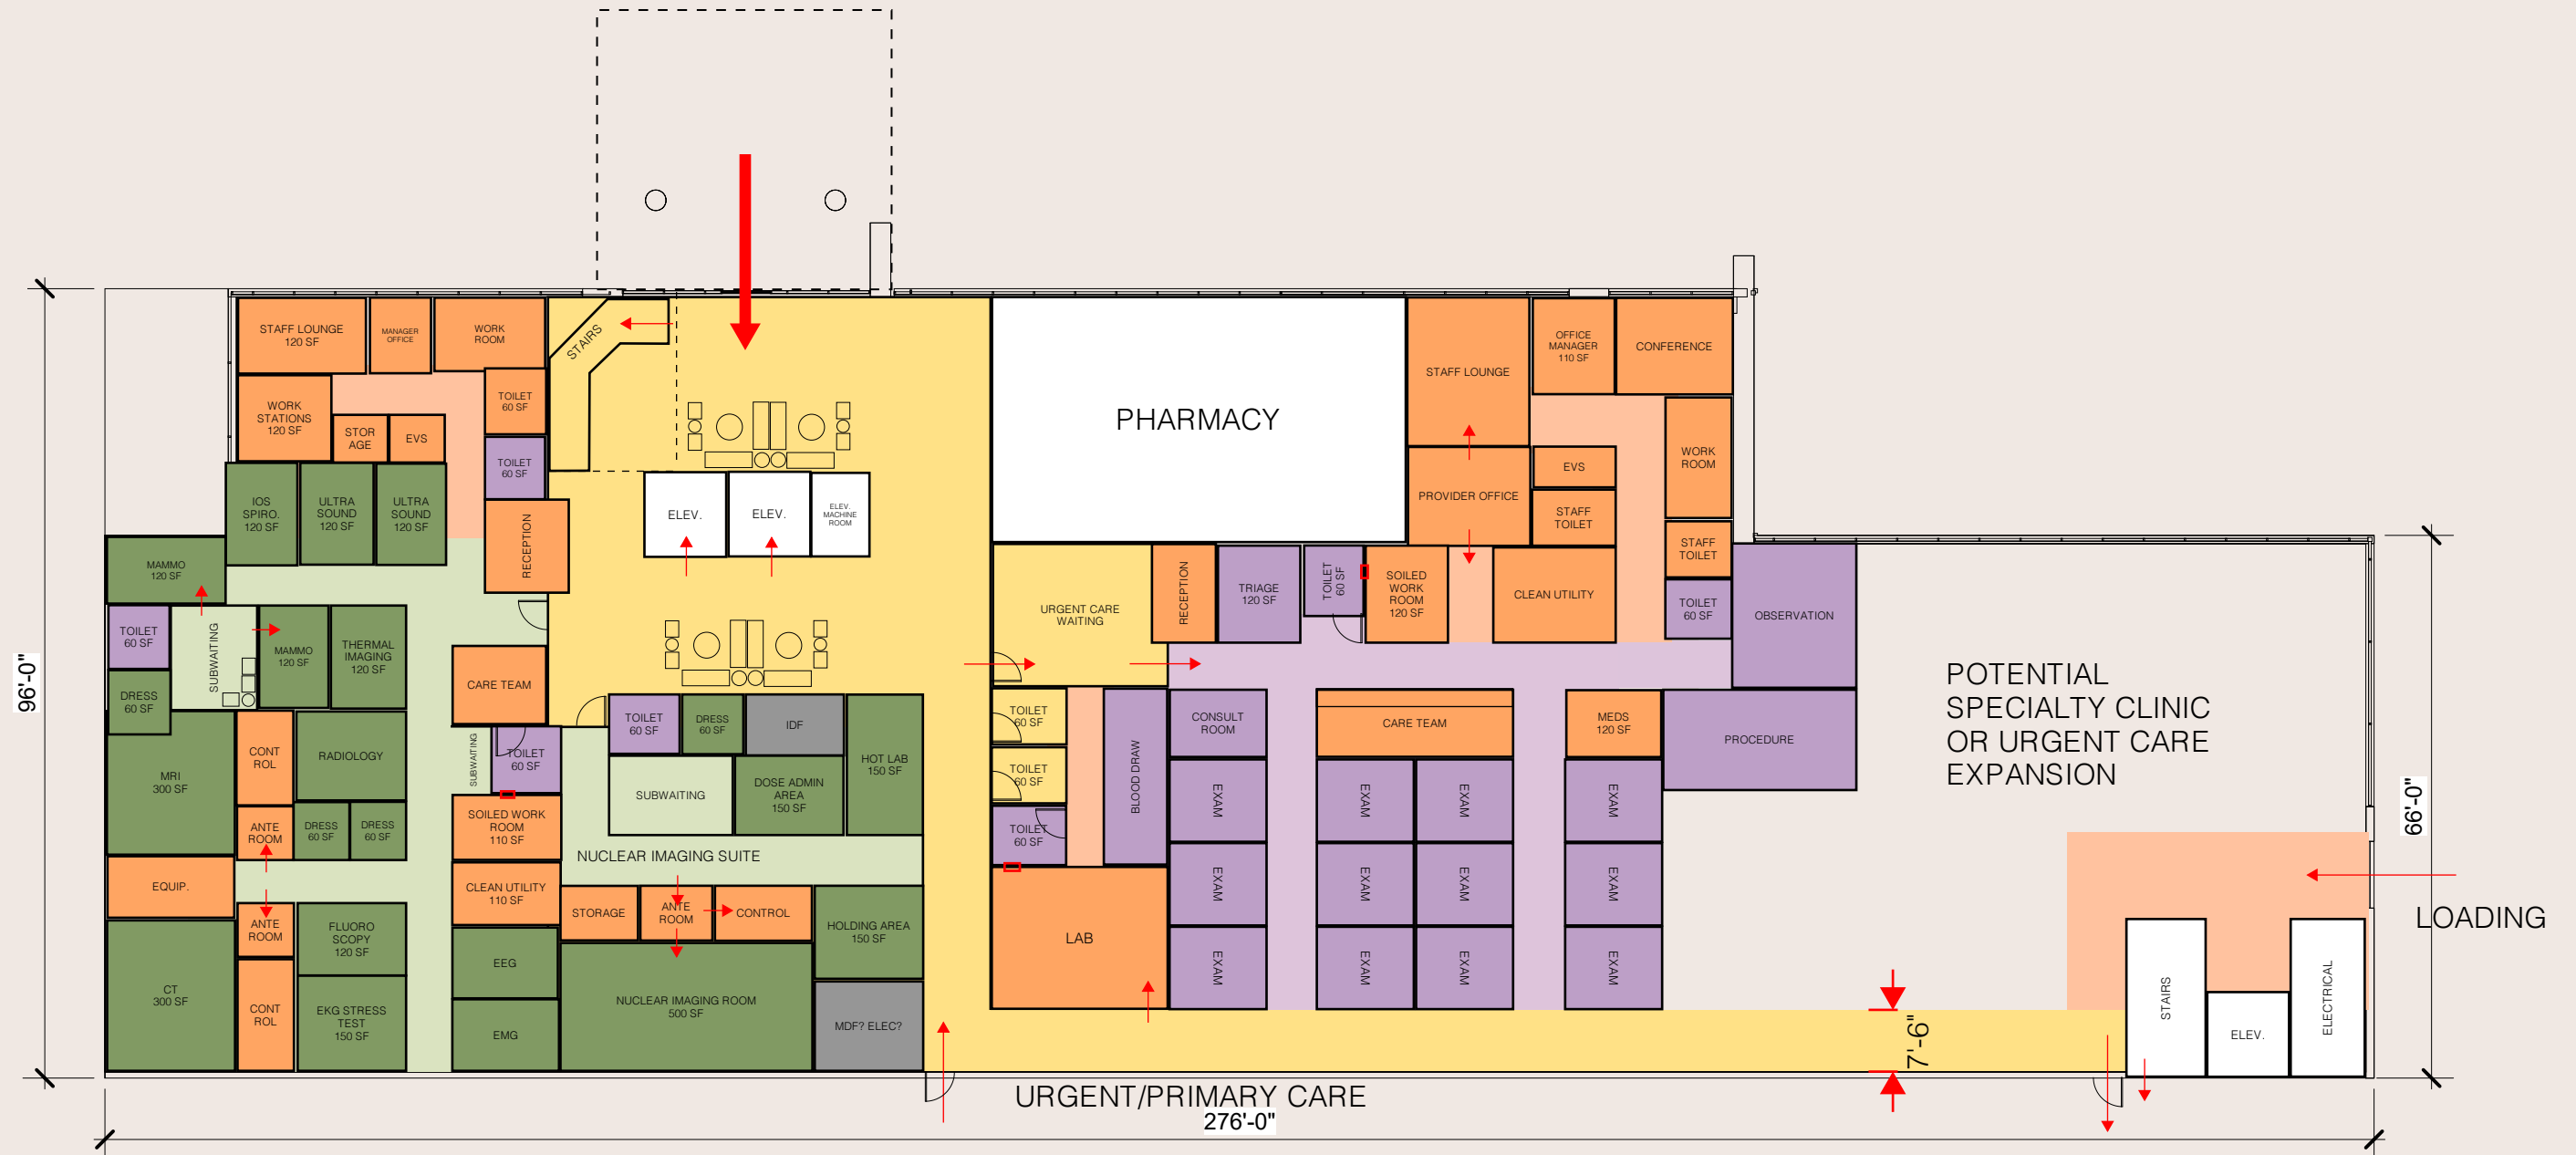 STAFF LOUNGE
120 SF
MANAGER
OFFICE
WORK
ROOM
STAIRS
WORK
STATIONS
120 SF
STOR
AGE
EVS
TOILET
60 SF
TOILET
60 SF
IOS
SPIRO.
120 SF
ULTRA
SOUND
120 SF
ULTRA
SOUND
120 SF
RECEPTION
ELEV.
ELEV.
ELEV.
MACHINE
ROOM
PHARMACY
STAFF LOUNGE
OFFICE
MANAGER
110 SF
CONFERENCE
PROVIDER OFFICE
EVS
STAFF
TOILET
WORK
ROOM
STAFF
TOILET
TOILET
60 SF
MAMMO
120 SF
TOILET
60 SF
SUBWAITING
MAMMO
120 SF
THERMAL
IMAGING
120 SF
DRESS
60 SF
CARE TEAM
URGENT CARE
WAITING
RECEPTION
TRIAGE
120 SF
TOILET
60 SF
SOILED
WORK
ROOM
120 SF
CLEAN UTILITY
OBSERVATION
96'-0"
MRI
300 SF
CONT
ROL
RADIOLOGY
SUBWAITING
TOILET
60 SF
TOILET
60 SF
DRESS
60 SF
IDF
HOT LAB
150 SF
SUBWAITING
DOSE ADMIN
AREA
150 SF
TOILET
60 SF
TOILET
60 SF
TOILET
60 SF
BLOOD DRAW
CONSULT
ROOM
CARE TEAM
MEDS
120 SF
PROCEDURE
POTENTIAL
SPECIALTY CLINIC
OR URGENT CARE
EXPANSION
ANTE
ROOM
DRESS
60 SF
DRESS
60 SF
SOILED WORK
ROOM
110 SF
NUCLEAR IMAGING SUITE
EXAM
EXAM
EXAM
EXAM
66'-0"
EQUIP.
CLEAN UTILITY
110 SF
STORAGE
ANTE
ROOM
CONTROL
HOLDING AREA
150 SF
LAB
EXAM
EXAM
EXAM
EXAM
LOADING
ANTE
ROOM
FLUORO
SCOPY
120 SF
EEG
EXAM
EXAM
EXAM
EXAM
CT
300 SF
CONT
ROL
EKG STRESS
TEST
150 SF
EMG
NUCLEAR IMAGING ROOM
500 SF
MDF? ELEC?
7'-6"
STAIRS
ELEV.
ELECTRICAL
URGENT/PRIMARY CARE
276'-0"